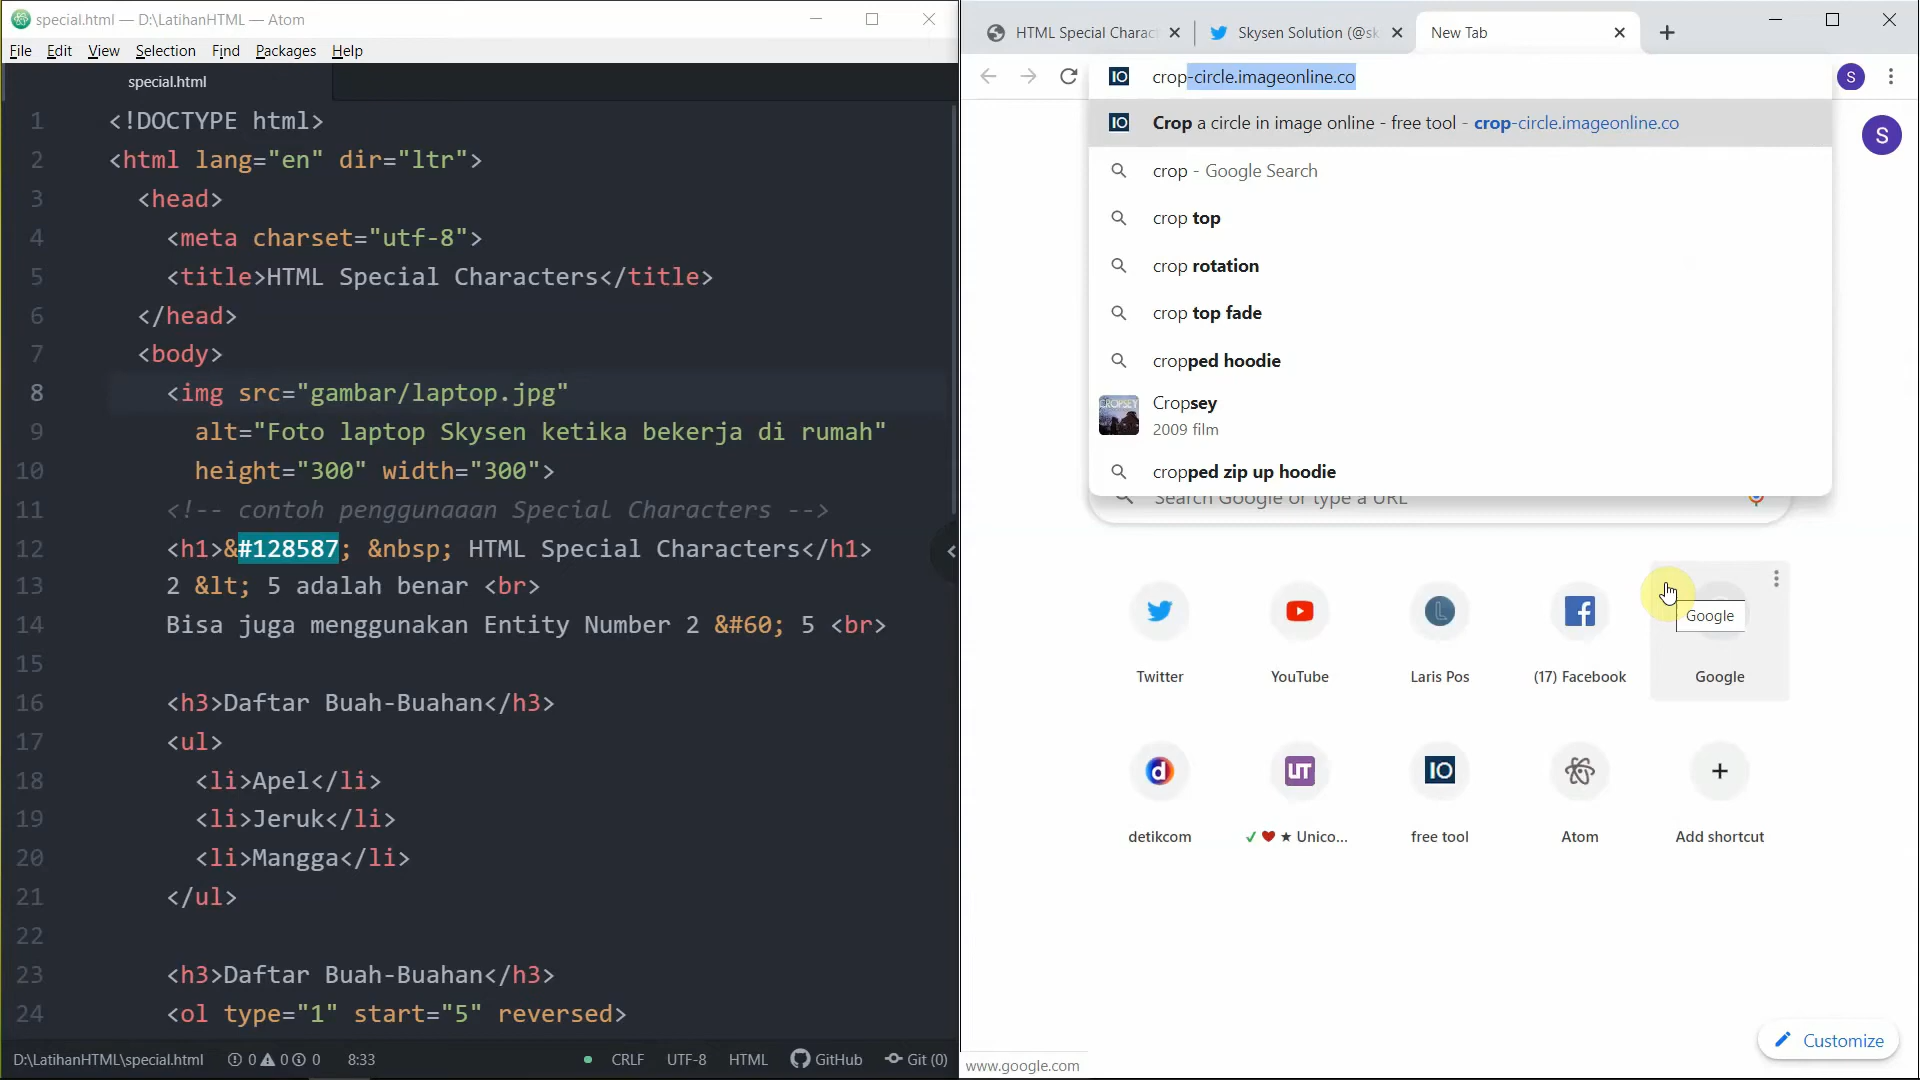 special.html — D:\LatihanHTML — Atom
File Edit View Selection Find Packages Help
special.html
1 <!DOCTYPE html>
2 <html lang="en" dir="ltr">
3 <head>
4 <meta charset="utf-8">
5 <title>HTML Special Characters</title>
6 </head>
7 <body>
8 <img src="gambar/laptop.jpg"
9 alt="Foto laptop Skysen ketika bekerja di rumah"
10 height="300" width="300">
11 <!-- contoh penggunaaan Special Characters -->
12 <h1>&#128587; &nbsp; HTML Special Characters</h1>
13 2 &lt; 5 adalah benar <br>
14 Bisa juga menggunakan Entity Number 2 &#60; 5 <br>
15
16 <h3>Daftar Buah-Buahan</h3>
17 <ul>
18 <li>Apel</li>
19 <li>Jeruk</li>
20 <li>Mangga</li>
21 </ul>
22
23 <h3>Daftar Buah-Buahan</h3>
24 <ol type="1" start="5" reversed>
D:\LatihanHTML\special.html 0 0 0 8:33 CRLF UTF-8 HTML GitHub Git (0)
HTML Special Charac Skysen Solution (@sk New Tab
IO crop-circle.imageonline.co S
IO Crop a circle in image online - free tool - crop-circle.imageonline.co
S
crop - Google Search
crop top
crop rotation
crop top fade
cropped hoodie
CROPSEY
Cropsey
2009 film
cropped zip up hoodie
Search Google or type a URL
Google
Twitter YouTube Laris Pos (17) Facebook Google
d UT IO
detikcom ✓ ❤ ★ Unico... free tool Atom Add shortcut
Customize
www.google.com